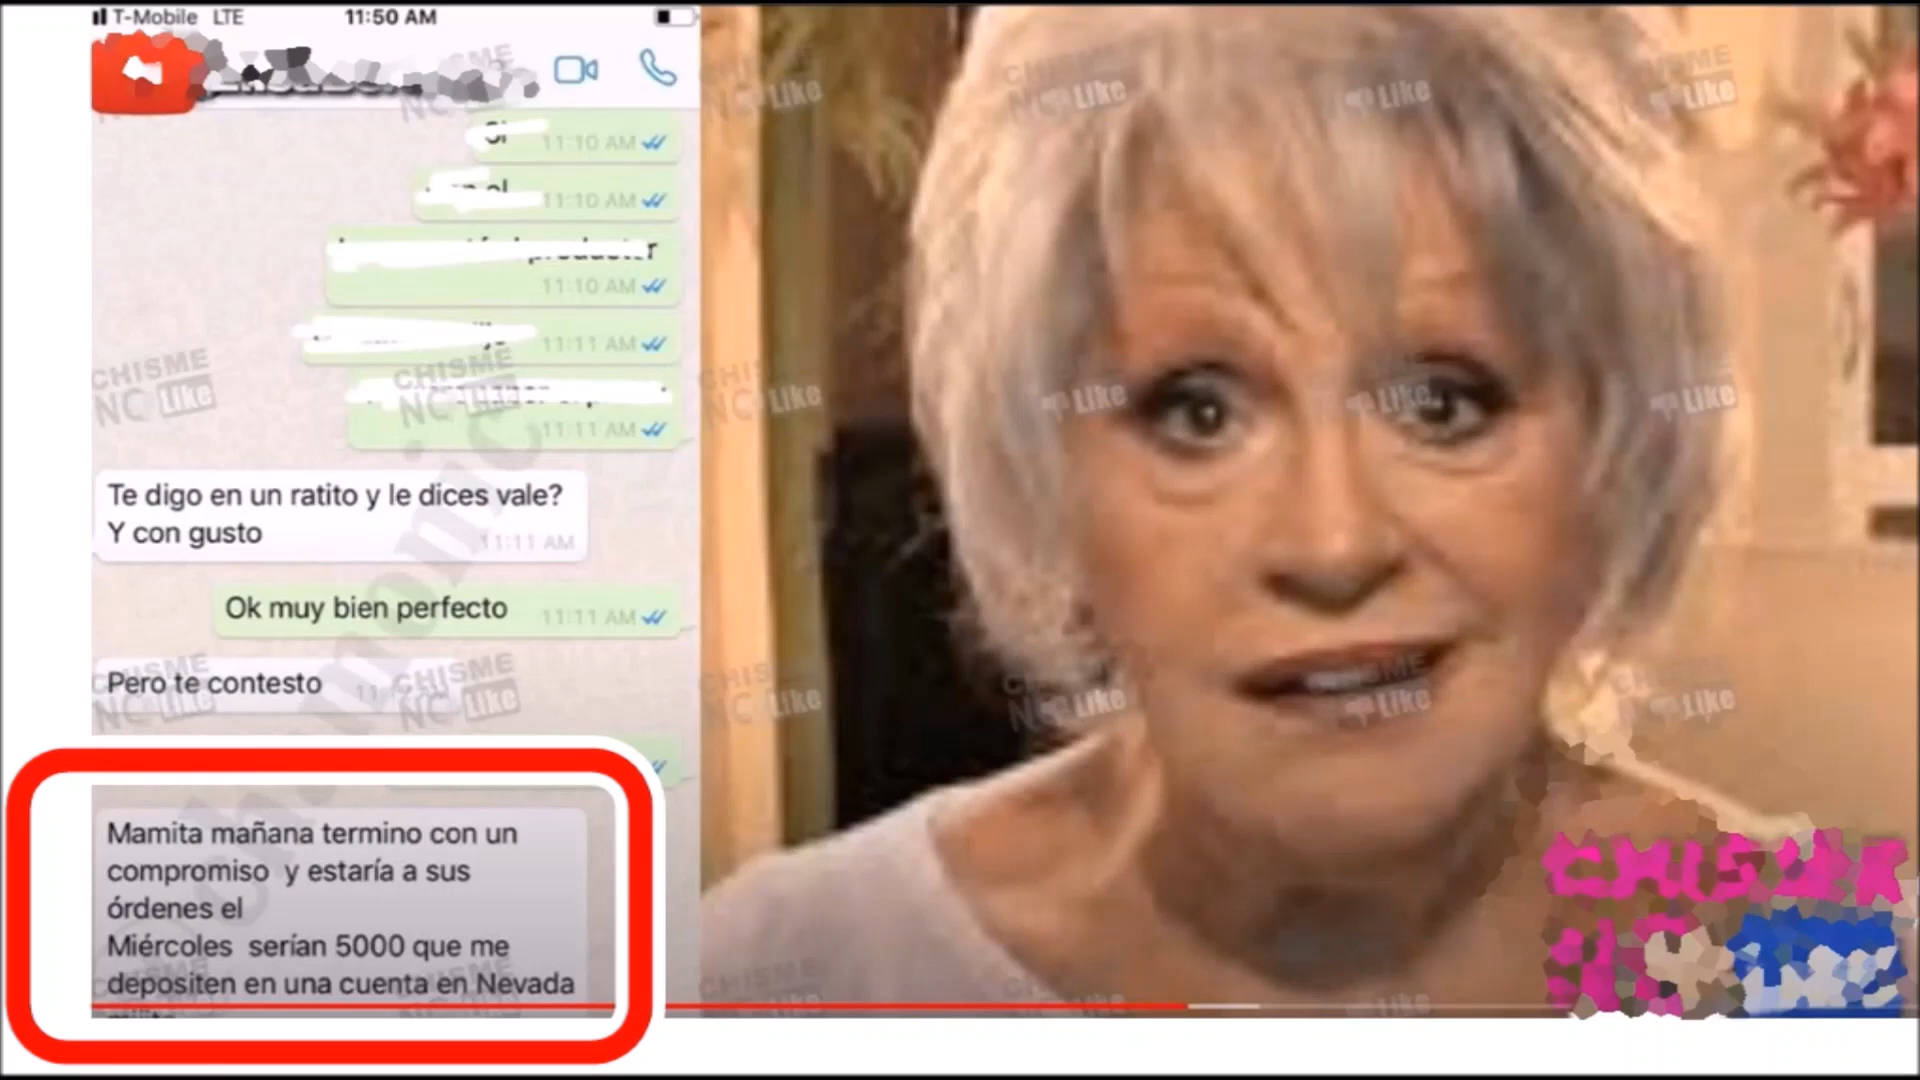 T-Mobile LTE 11:50 AM
11:10 AM
11:10 AM
11:10 AM
11:11 AM
11:11 AM
Te digo en un ratito y le dices vale?
Y con gusto
11:11 AM
Ok muy bien perfecto 11:11 AM
Pero te contesto
Mamita mañana termino con un
compromiso y estaría a sus
órdenes el
Miércoles serían 5000 que me
depositen en una cuenta en Nevada
CHISME
NC Like